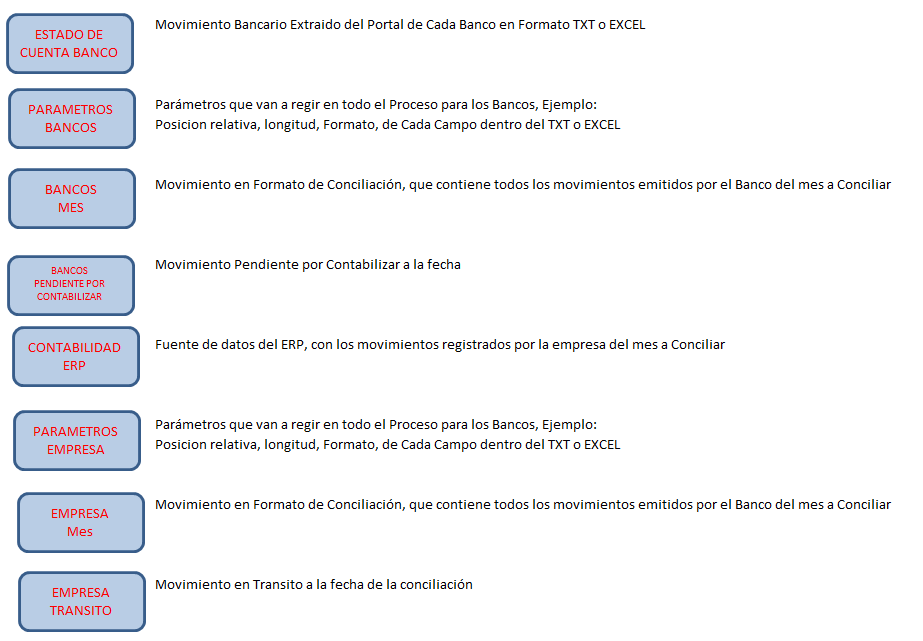 ESTADO DE
CUENTA BANCO
Movimiento Bancario Extraido del Portal de Cada Banco en Formato TXT o EXCEL
PARAMETROS
BANCOS
Parámetros que van a regir en todo el Proceso para los Bancos, Ejemplo:
Posicion relativa, longitud, Formato, de Cada Campo dentro del TXT o EXCEL
BANCOS
MES
Movimiento en Formato de Conciliación, que contiene todos los movimientos emitidos por el Banco del mes a Conciliar
BANCOS
PENDIENTE POR
CONTABILIZAR
Movimiento Pendiente por Contabilizar a la fecha
CONTABILIDAD
ERP
Fuente de datos del ERP, con los movimientos registrados por la empresa del mes a Conciliar
PARAMETROS
EMPRESA
Parámetros que van a regir en todo el Proceso para los Bancos, Ejemplo:
Posicion relativa, longitud, Formato, de Cada Campo dentro del TXT o EXCEL
EMPRESA
Mes
Movimiento en Formato de Conciliación, que contiene todos los movimientos emitidos por el Banco del mes a Conciliar
EMPRESA
TRANSITO
Movimiento en Transito a la fecha de la conciliación